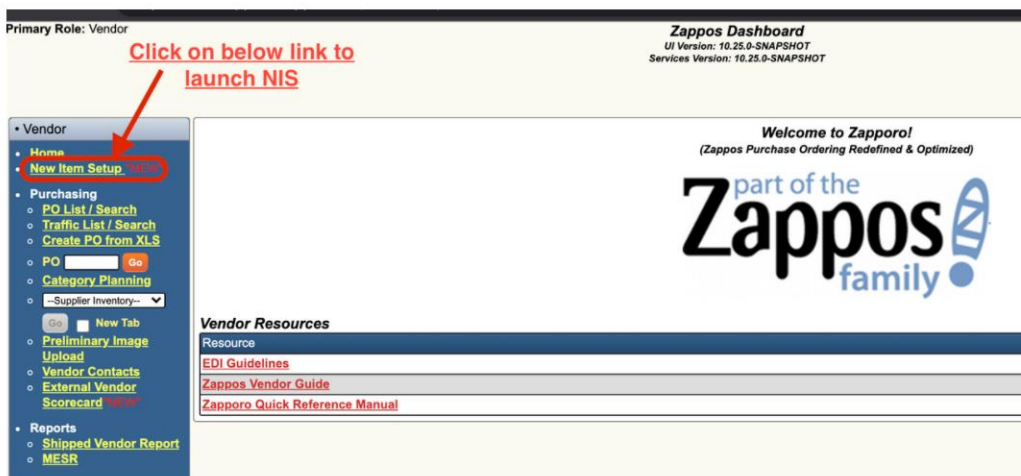 Primary Role: Vendor
Zappos Dashboard
UI Version: 10.25.0-SNAPSHOT
Services Version: 10.25.0-SNAPSHOT
Click on below link to
launch NIS
• Vendor
Home
New Item Setup *NEW*
Purchasing
PO List / Search
Traffic List / Search
Create PO from XLS
PO Go
Category Planning
--Supplier Inventory--
Go New Tab
Preliminary Image
Upload
Vendor Contacts
External Vendor
Scorecard *NEW*
Reports
Shipped Vendor Report
MESR
Welcome to Zapporo!
(Zappos Purchase Ordering Redefined & Optimized)
part of the
Zappos
family
Vendor Resources
Resource
EDI Guidelines
Zappos Vendor Guide
Zapporo Quick Reference Manual